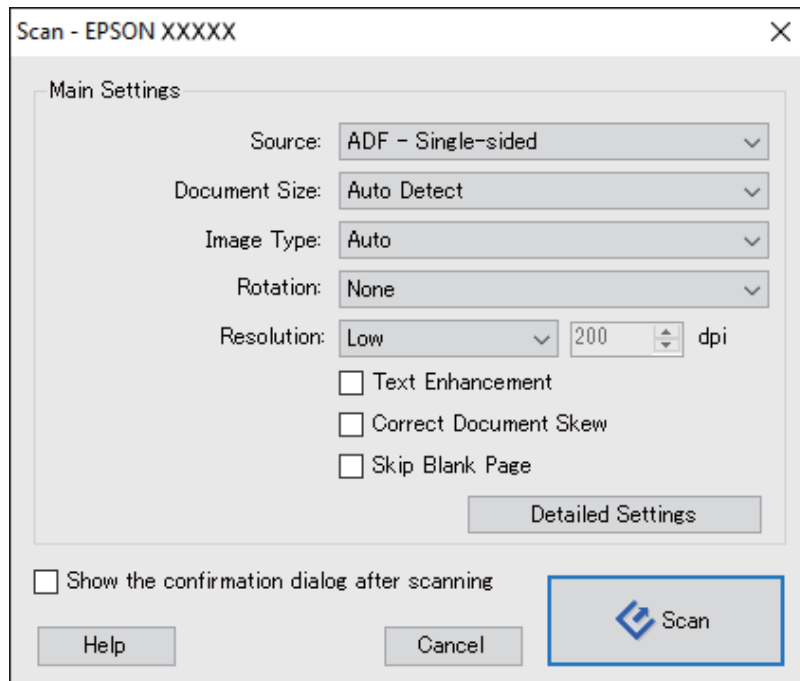 Scan - EPSON XXXXX
Main Settings
Source: ADF - Single-sided
Document Size: Auto Detect
Image Type: Auto
Rotation: None
Resolution: Low 200 dpi
Text Enhancement
Correct Document Skew
Skip Blank Page
Detailed Settings
Show the confirmation dialog after scanning
Scan
Help Cancel